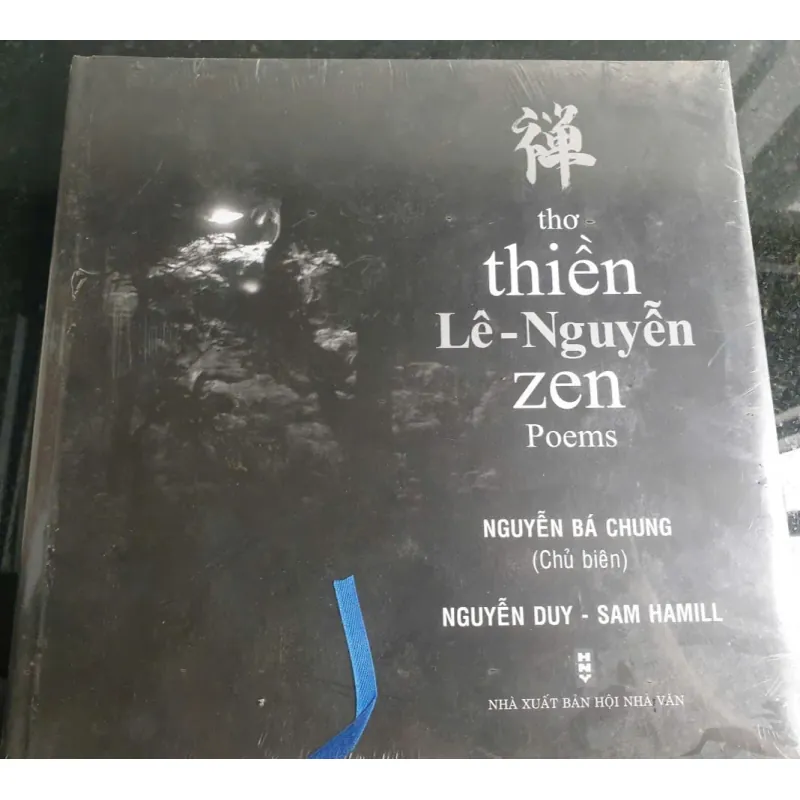 禅
thơ
thiền
Lê-Nguyễn
zen
Poems
NGUYỄN BÁ CHUNG
(Chủ biên)
NGUYỄN DUY - SAM HAMILL
HNV
NHÀ XUẤT BẢN HỘI NHÀ VĂN